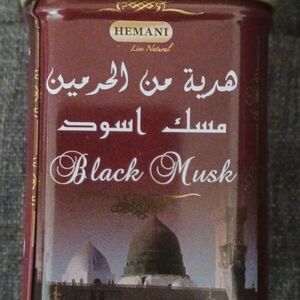 HEMANI
Live Natural
هدية من الحرمين
مسك اسود
Black Musk